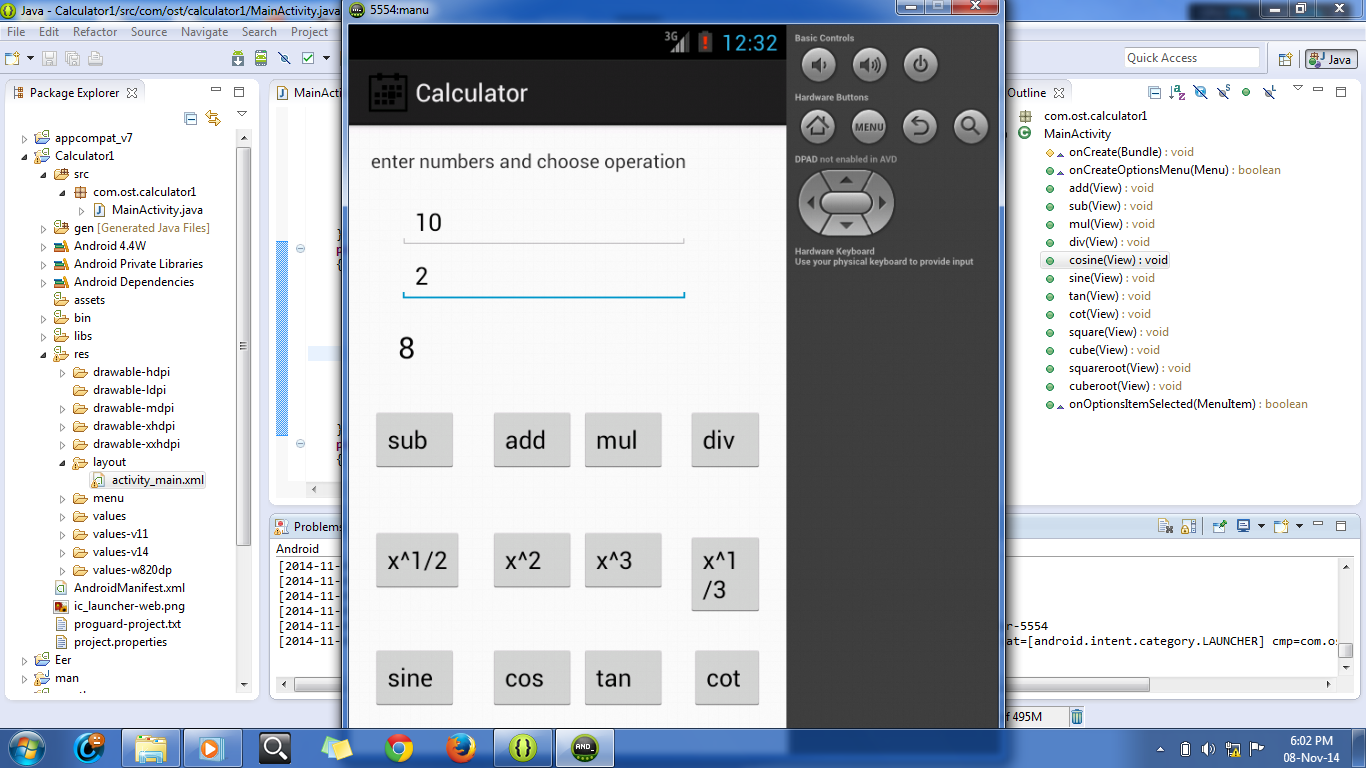 Java - Calculator1/src/com/ost/calculator1/MainActivity.java
5554:manu
File Edit Refactor Source Navigate Search Project
Quick Access
Java
Package Explorer
appcompat_v7
Calculator1
src
com.ost.calculator1
MainActivity.java
gen [Generated Java Files]
Android 4.4W
Android Private Libraries
Android Dependencies
assets
bin
libs
res
drawable-hdpi
drawable-ldpi
drawable-mdpi
drawable-xhdpi
drawable-xxhdpi
layout
activity_main.xml
menu
values
values-v11
values-v14
values-w820dp
AndroidManifest.xml
ic_launcher-web.png
proguard-project.txt
project.properties
Eer
man
MainActi
}
p
{
}
p
{
Problems
Android
[2014-11-
[2014-11-
[2014-11-
[2014-11-
[2014-11-
[2014-11-
3G 12:32
Calculator
enter numbers and choose operation
10
2
8
sub add mul div
x^1/2 x^2 x^3 x^1
/3
sine cos tan cot
Basic Controls
Hardware Buttons
MENU
DPAD not enabled in AVD
Hardware Keyboard
Use your physical keyboard to provide input
Outline
com.ost.calculator1
MainActivity
onCreate(Bundle) : void
onCreateOptionsMenu(Menu) : boolean
add(View) : void
sub(View) : void
mul(View) : void
div(View) : void
cosine(View) : void
sine(View) : void
tan(View) : void
cot(View) : void
square(View) : void
cube(View) : void
squareroot(View) : void
cuberoot(View) : void
onOptionsItemSelected(MenuItem) : boolean
r-5554
at=[android.intent.category.LAUNCHER] cmp=com.os
f 495M
6:02 PM
08-Nov-14